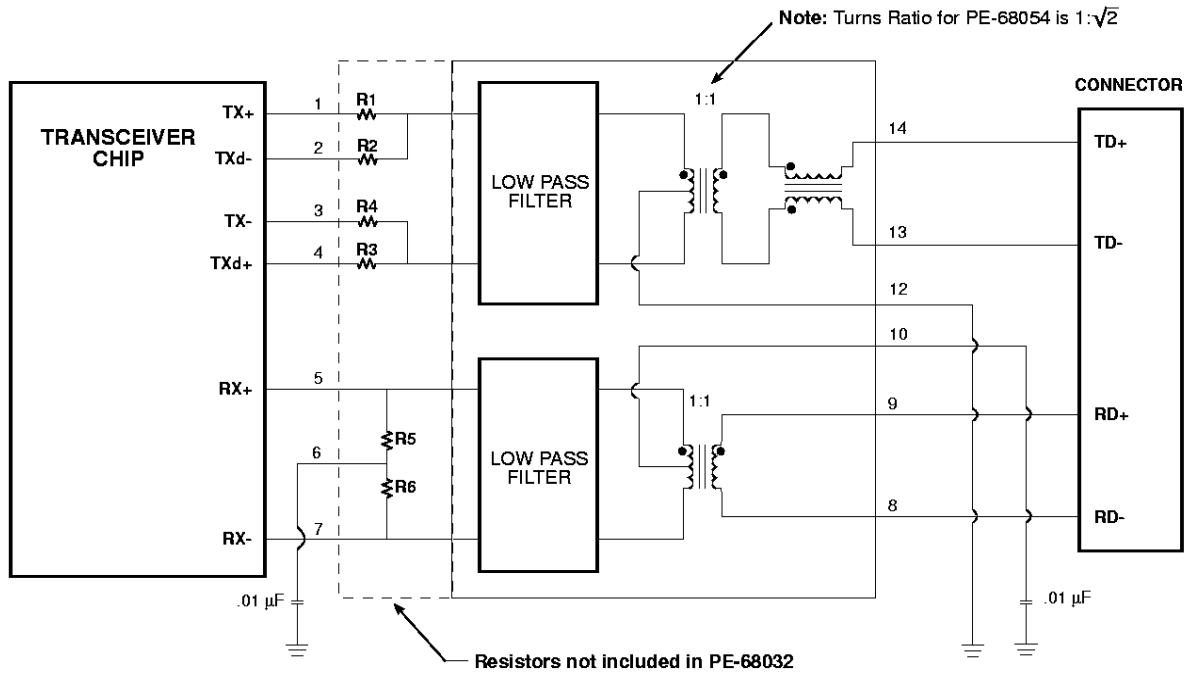 Note: Turns Ratio for PE-68054 is 1:√2
CONNECTOR
TRANSCEIVER
CHIP
TX+
1
R1
TXd-
2
R2
TX-
3
R4
TXd+
4
R3
LOW PASS
FILTER
1:1
14
TD+
13
TD-
12
10
RX+
5
R5
6
R6
RX-
7
LOW PASS
FILTER
1:1
9
RD+
8
RD-
.01 µF
.01 µF
Resistors not included in PE-68032